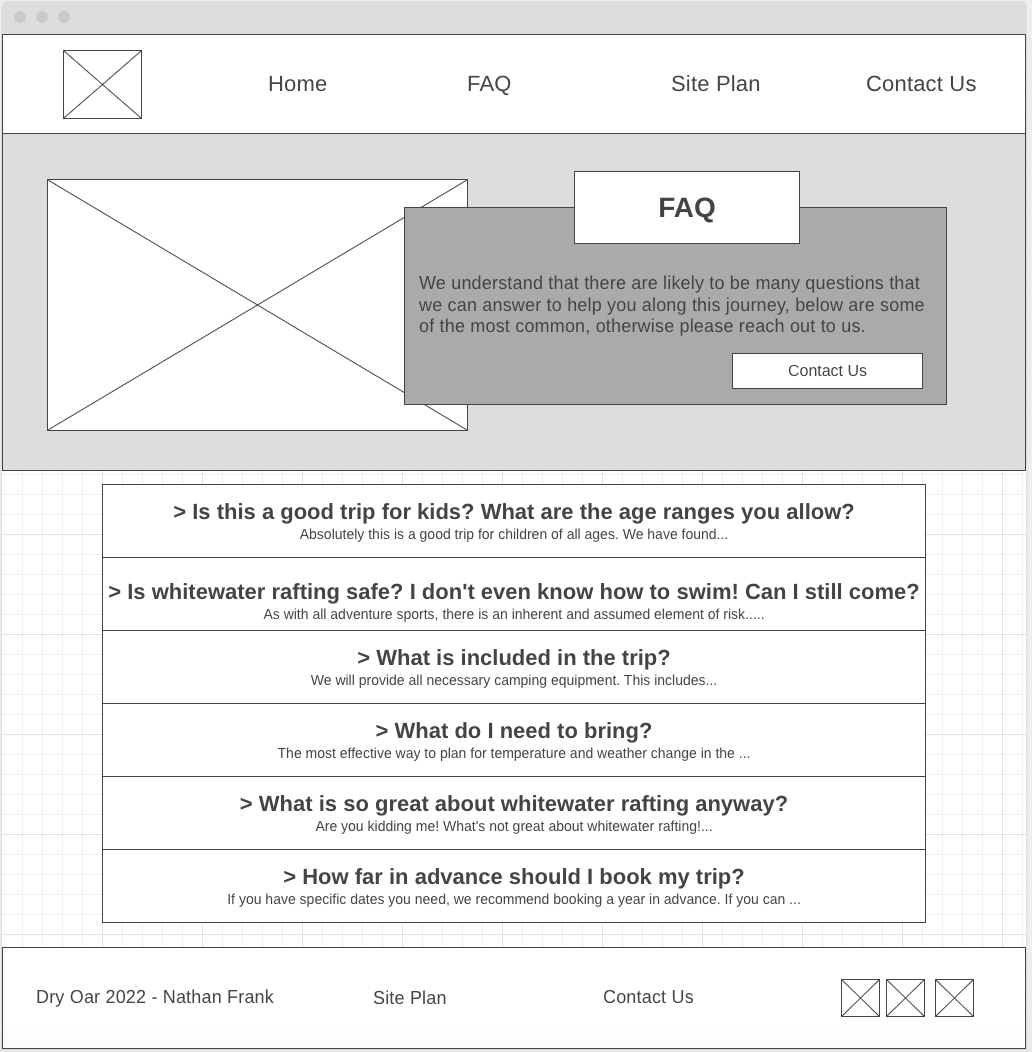 Home FAQ Site Plan Contact Us
FAQ
We understand that there are likely to be many questions that
we can answer to help you along this journey, below are some
of the most common, otherwise please reach out to us.
Contact Us
> Is this a good trip for kids? What are the age ranges you allow?
Absolutely this is a good trip for children of all ages. We have found...
> Is whitewater rafting safe? I don't even know how to swim! Can I still come?
As with all adventure sports, there is an inherent and assumed element of risk.....
> What is included in the trip?
We will provide all necessary camping equipment. This includes...
> What do I need to bring?
The most effective way to plan for temperature and weather change in the ...
> What is so great about whitewater rafting anyway?
Are you kidding me! What's not great about whitewater rafting!...
> How far in advance should I book my trip?
If you have specific dates you need, we recommend booking a year in advance. If you can ...
Dry Oar 2022 - Nathan Frank Site Plan Contact Us